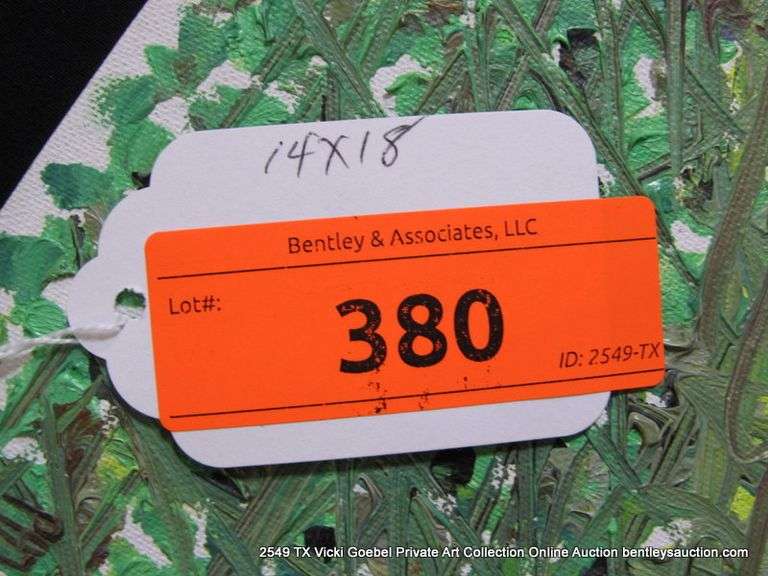 14X18
Bentley & Associates, LLC
Lot#:
380
ID: 2549-TX
2549 TX Vicki Goebel Private Art Collection Online Auction bentleysauction.com